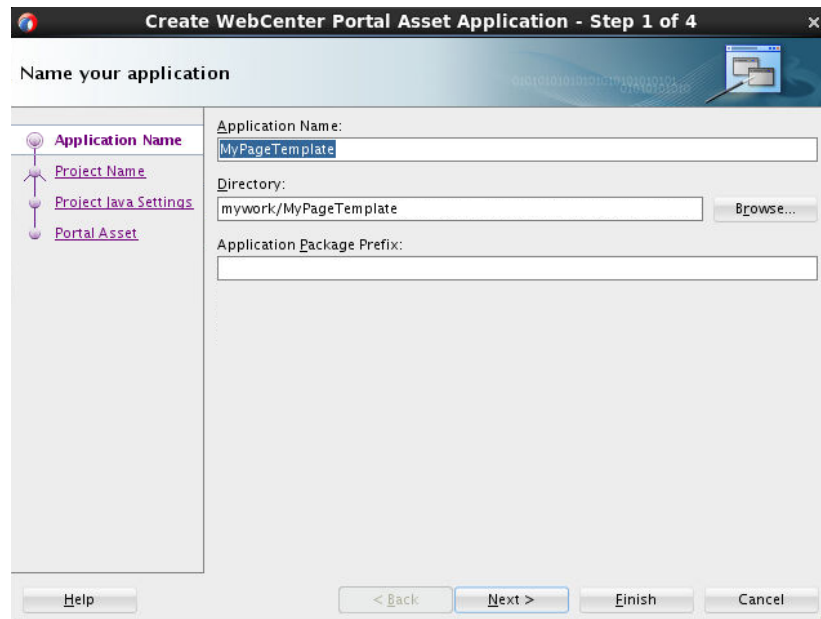 Create WebCenter Portal Asset Application - Step 1 of 4
Name your application
Application Name
Project Name
Project Java Settings
Portal Asset
Application Name:
MyPageTemplate
Directory:
mywork/MyPageTemplate
Browse...
Application Package Prefix:
Help
< Back
Next >
Finish
Cancel